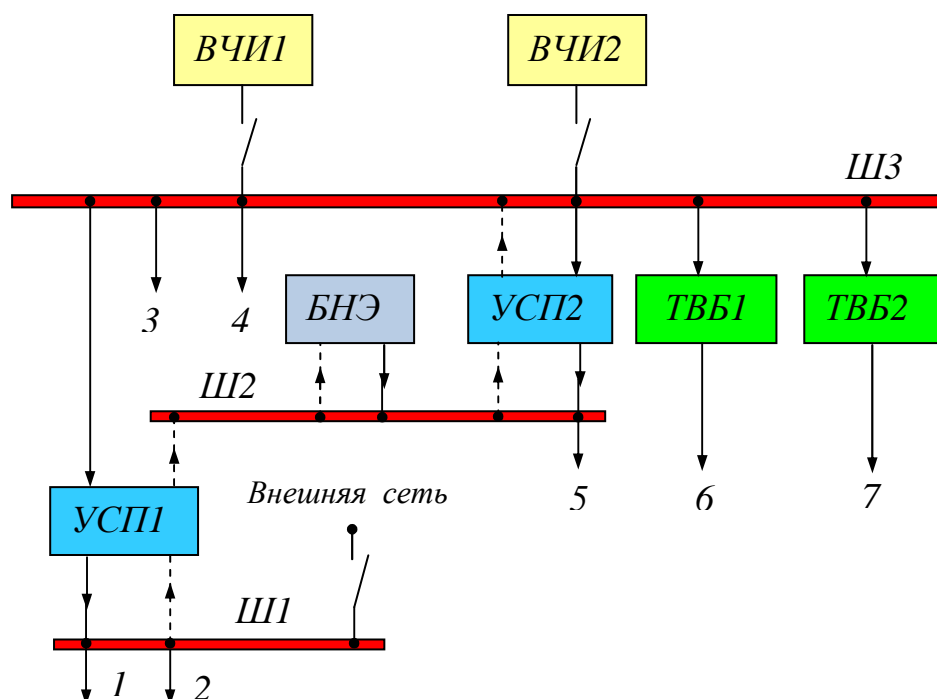 ВЧИ1 ВЧИ2
Ш3
БНЭ УСП2 ТВБ1 ТВБ2
3 4
Ш2
Внешняя сеть 5 6 7
УСП1
Ш1
1 2